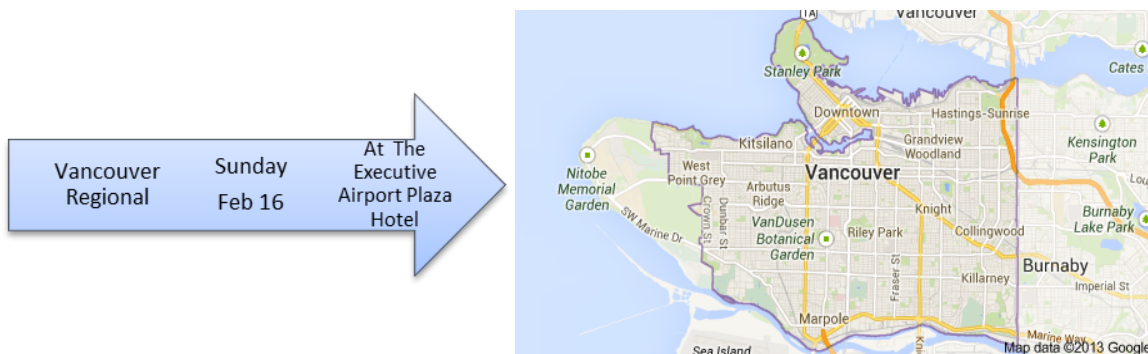 Vancouver
Regional
Sunday
Feb 16
At The
Executive
Airport Plaza
Hotel
1A
Vancouver
Stanley Park
Cates
Downtown
Hastings-Sunrise
Kensington
Park
Kitsilano
Grandview
Woodland
Nitobe
Memorial
Garden
West
Point Grey
Vancouver
Arbutus
Ridge
Knight
Burnaby
Lake Park
SW Marine Dr
Crown St
Dunbar St
VanDusen
Botanical
Garden
Riley Park
Collingwood
Fraser St
Burnaby
Killarney
Imperial St
Marpole
Marine Way
Sea Island
Map data ©2013 Google